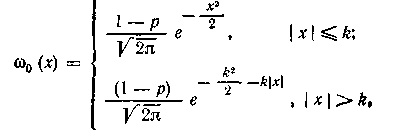 ω₀ (x) = { (1 — p)/√(2π) e^(— x²/2), | x | ⩽ k;
(1 — p)/√(2π) e^(— k²/2 —k|x|), | x | > k.